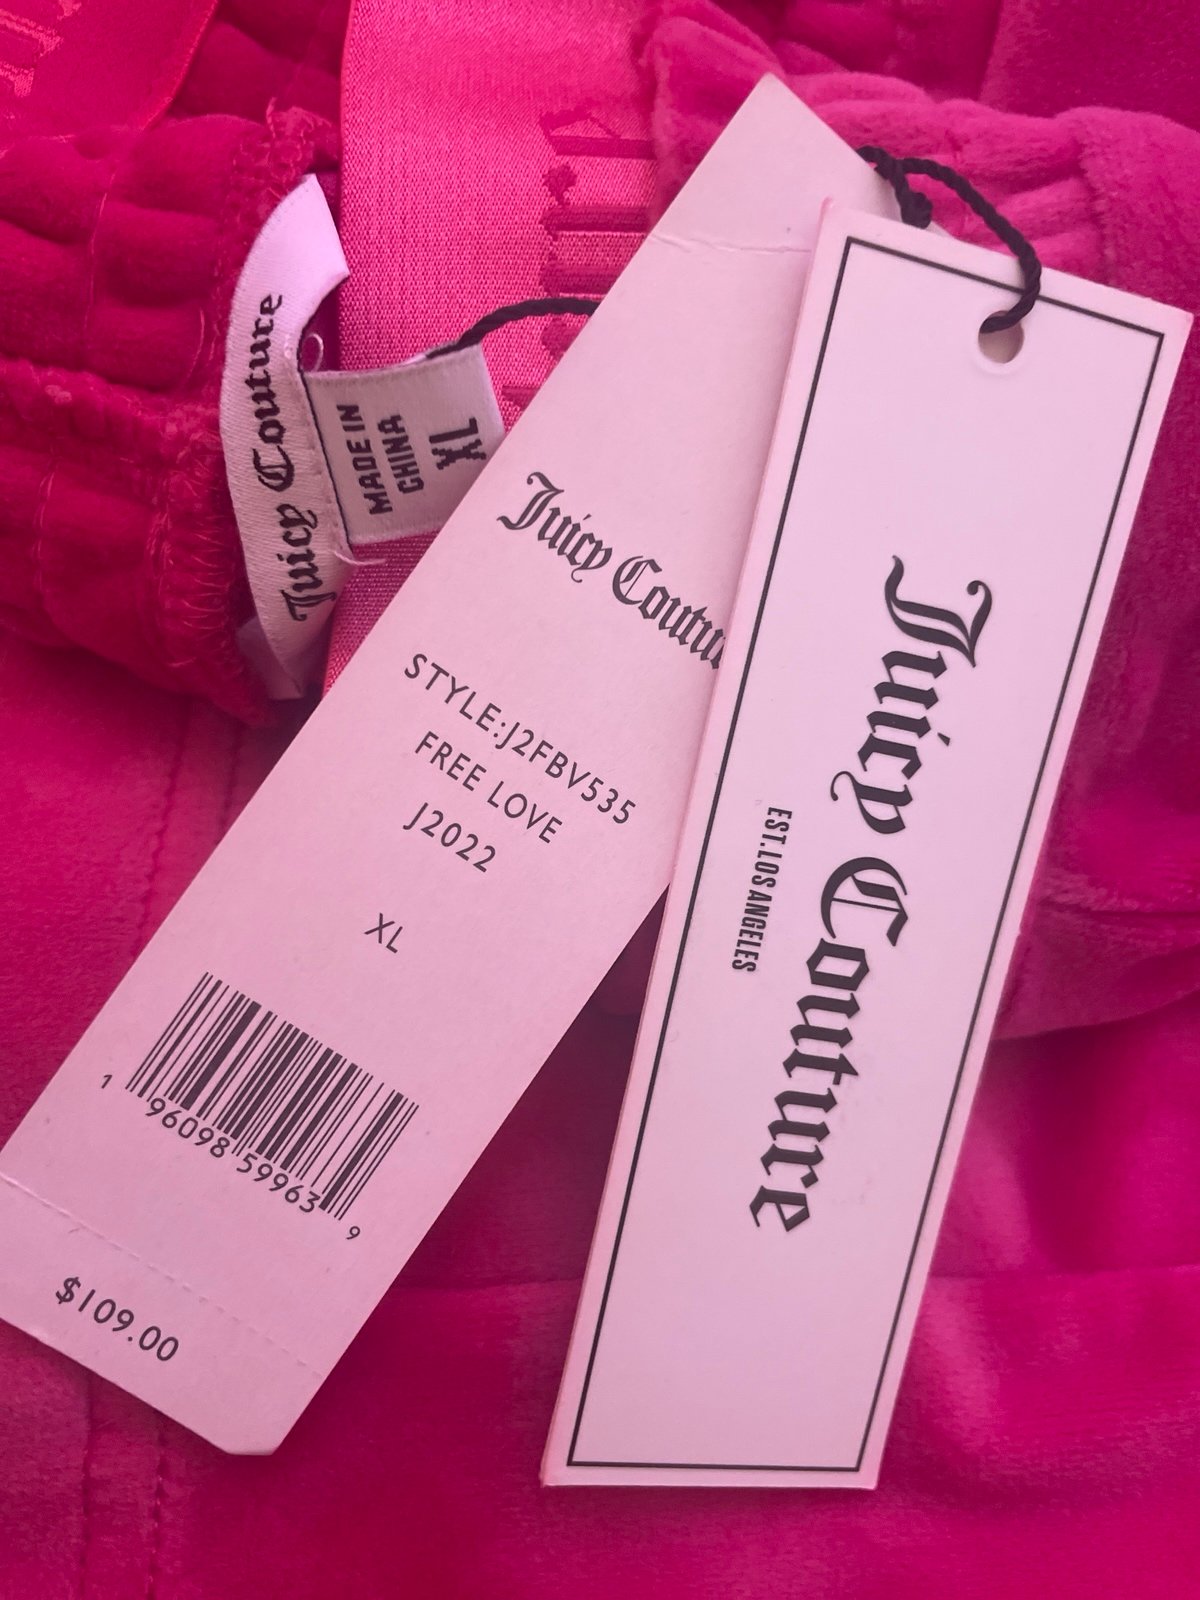 Juicy Couture
MADE IN
CHINA
XL
Juicy Coutu
STYLE:J2FBV535
FREE LOVE
J2022
XL
1 96098 59963 9
$109.00
Juicy Couture
EST. LOS ANGELES